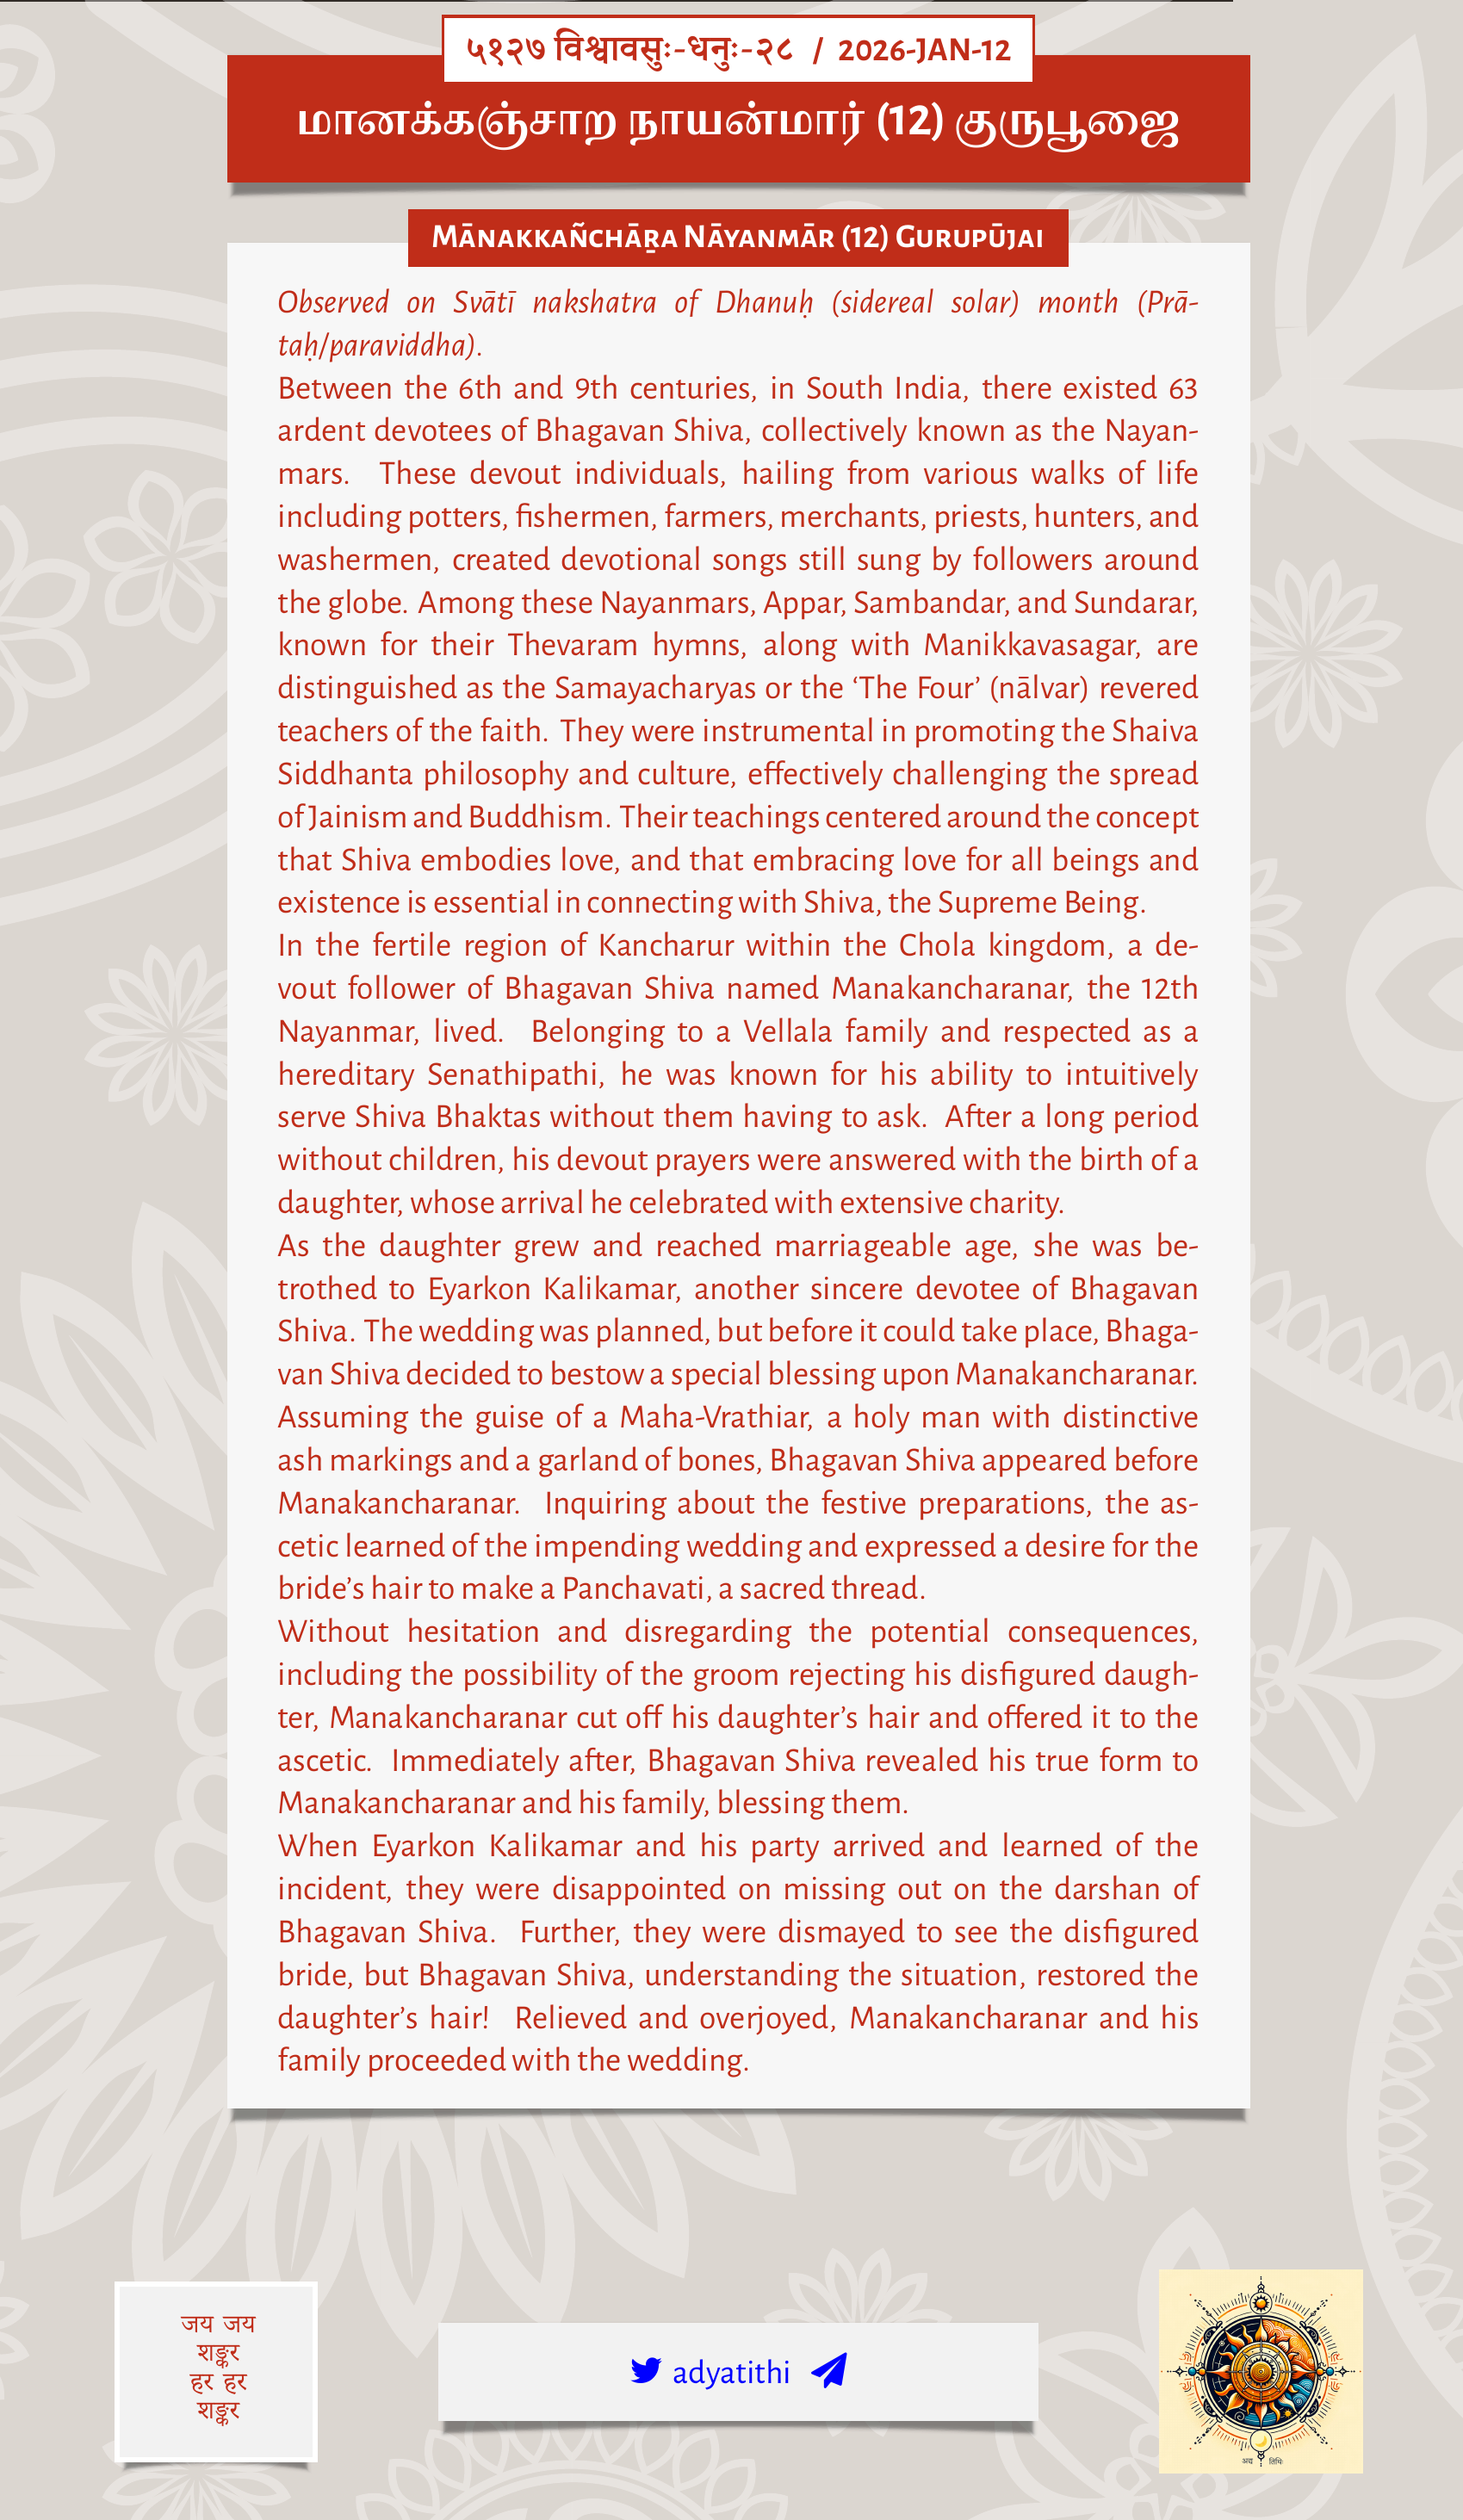 ५१२७ विश्वावसुः-धनुः-२८ / 2026-JAN-12
மானக்கஞ்சாற நாயன்மார் (12) குருபூஜை
Mānakkañchāṟa Nāyanmār (12) Gurupūjai
Observed on Svātī nakshatra of Dhanuḥ (sidereal solar) month (Prā-
taḥ/paraviddha).
Between the 6th and 9th centuries, in South India, there existed 63
ardent devotees of Bhagavan Shiva, collectively known as the Nayan-
mars. These devout individuals, hailing from various walks of life
including potters, fishermen, farmers, merchants, priests, hunters, and
washermen, created devotional songs still sung by followers around
the globe. Among these Nayanmars, Appar, Sambandar, and Sundarar,
known for their Thevaram hymns, along with Manikkavasagar, are
distinguished as the Samayacharyas or the ‘The Four’ (nālvar) revered
teachers of the faith. They were instrumental in promoting the Shaiva
Siddhanta philosophy and culture, effectively challenging the spread
of Jainism and Buddhism. Their teachings centered around the concept
that Shiva embodies love, and that embracing love for all beings and
existence is essential in connecting with Shiva, the Supreme Being.
In the fertile region of Kancharur within the Chola kingdom, a de-
vout follower of Bhagavan Shiva named Manakancharanar, the 12th
Nayanmar, lived. Belonging to a Vellala family and respected as a
hereditary Senathipathi, he was known for his ability to intuitively
serve Shiva Bhaktas without them having to ask. After a long period
without children, his devout prayers were answered with the birth of a
daughter, whose arrival he celebrated with extensive charity.
As the daughter grew and reached marriageable age, she was be-
trothed to Eyarkon Kalikamar, another sincere devotee of Bhagavan
Shiva. The wedding was planned, but before it could take place, Bhaga-
van Shiva decided to bestow a special blessing upon Manakancharanar.
Assuming the guise of a Maha-Vrathiar, a holy man with distinctive
ash markings and a garland of bones, Bhagavan Shiva appeared before
Manakancharanar. Inquiring about the festive preparations, the as-
cetic learned of the impending wedding and expressed a desire for the
bride’s hair to make a Panchavati, a sacred thread.
Without hesitation and disregarding the potential consequences,
including the possibility of the groom rejecting his disfigured daugh-
ter, Manakancharanar cut off his daughter’s hair and offered it to the
ascetic. Immediately after, Bhagavan Shiva revealed his true form to
Manakancharanar and his family, blessing them.
When Eyarkon Kalikamar and his party arrived and learned of the
incident, they were disappointed on missing out on the darshan of
Bhagavan Shiva. Further, they were dismayed to see the disfigured
bride, but Bhagavan Shiva, understanding the situation, restored the
daughter’s hair! Relieved and overjoyed, Manakancharanar and his
family proceeded with the wedding.
जय जय
शङ्कर
हर हर
शङ्कर
adyatithi
अद्य तिथिः